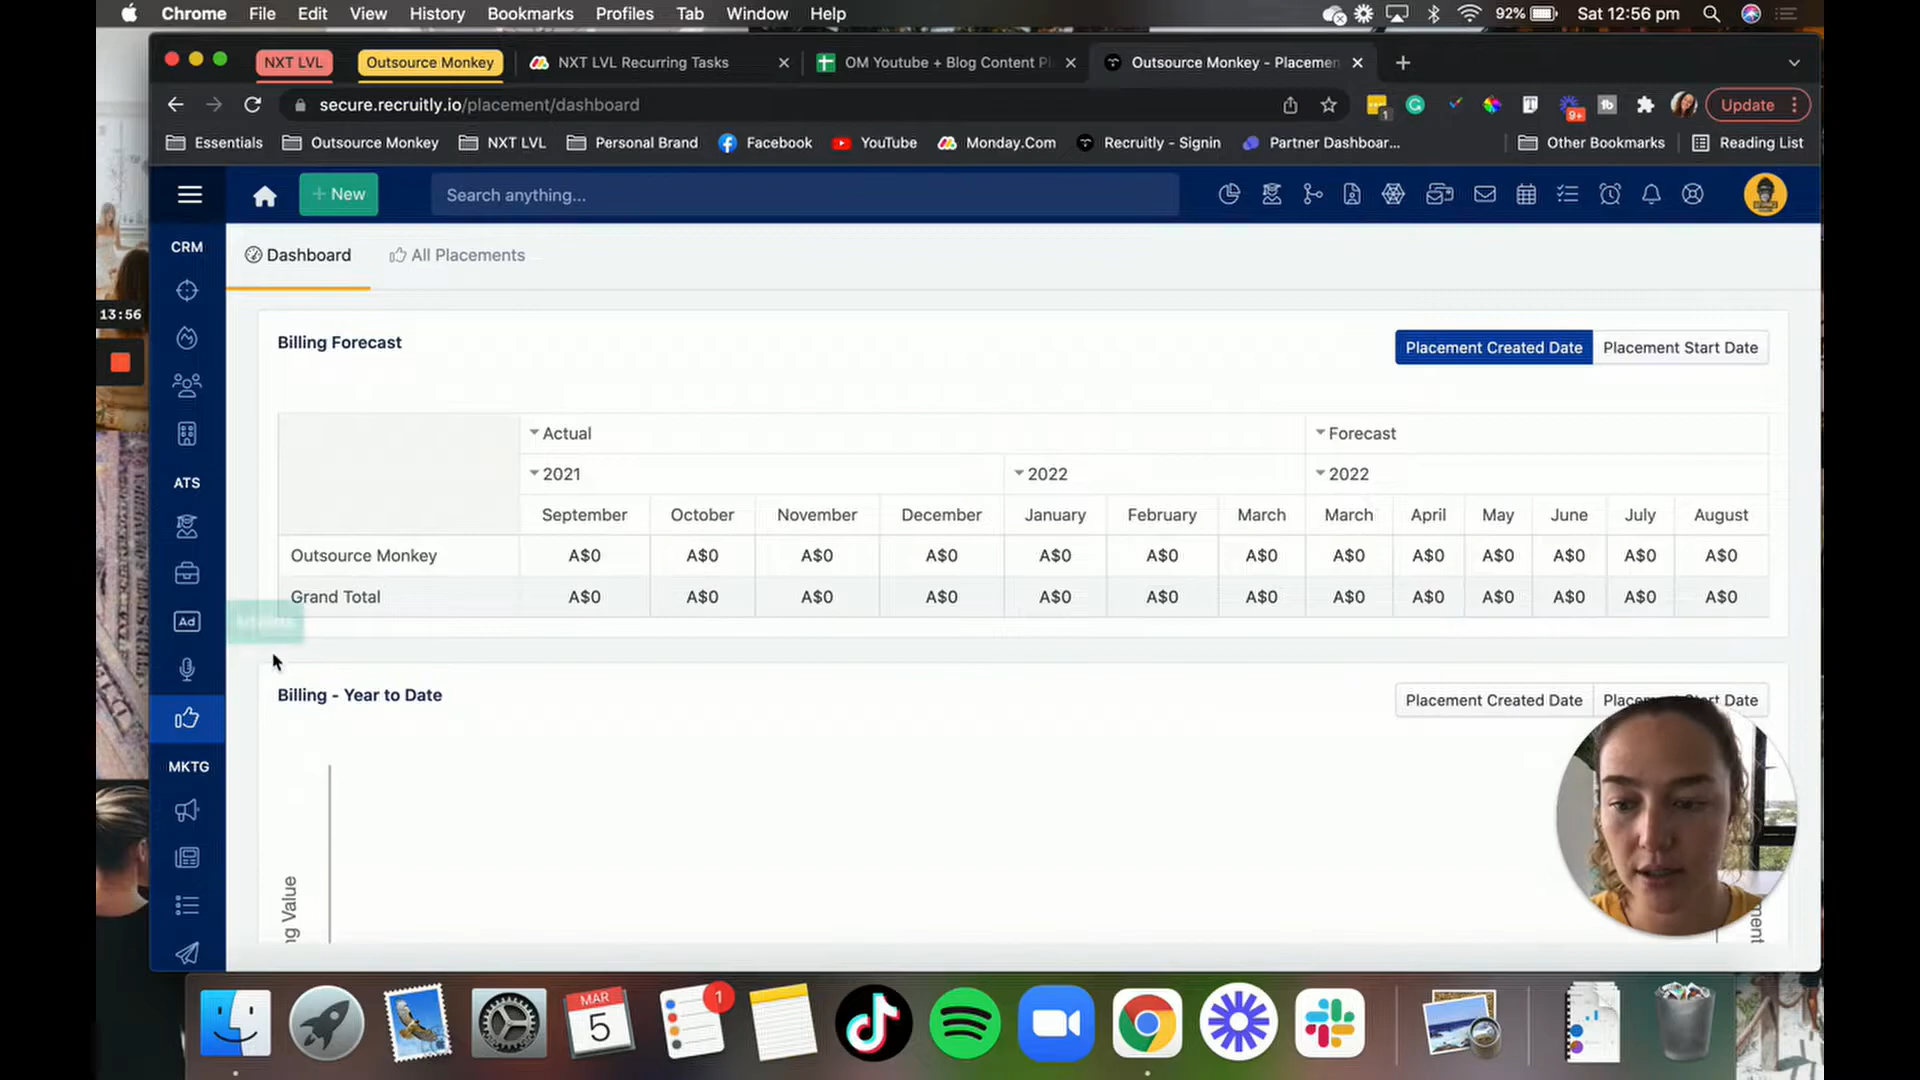 Chrome File Edit View History Bookmarks Profiles Tab Window Help 92% Sat 12:56 pm
NXT LVL Outsource Monkey NXT LVL Recurring Tasks OM Youtube + Blog Content Pl Outsource Monkey - Placemen
secure.recruitly.io/placement/dashboard 1 9+ Update
Essentials Outsource Monkey NXT LVL Personal Brand Facebook YouTube Monday.Com Recruitly - Signin Partner Dashboar... Other Bookmarks Reading List
+ New Search anything...
CRM
Dashboard All Placements
13:56
Billing Forecast Placement Created Date Placement Start Date
Actual Forecast
2021 2022 2022
ATS
September October November December January February March March April May June July August
Outsource Monkey A$0 A$0 A$0 A$0 A$0 A$0 A$0 A$0 A$0 A$0 A$0 A$0 A$0
Grand Total A$0 A$0 A$0 A$0 A$0 A$0 A$0 A$0 A$0 A$0 A$0 A$0 A$0
Ad
Billing - Year to Date Placement Created Date Date
MKTG
Value
MAR
5
1